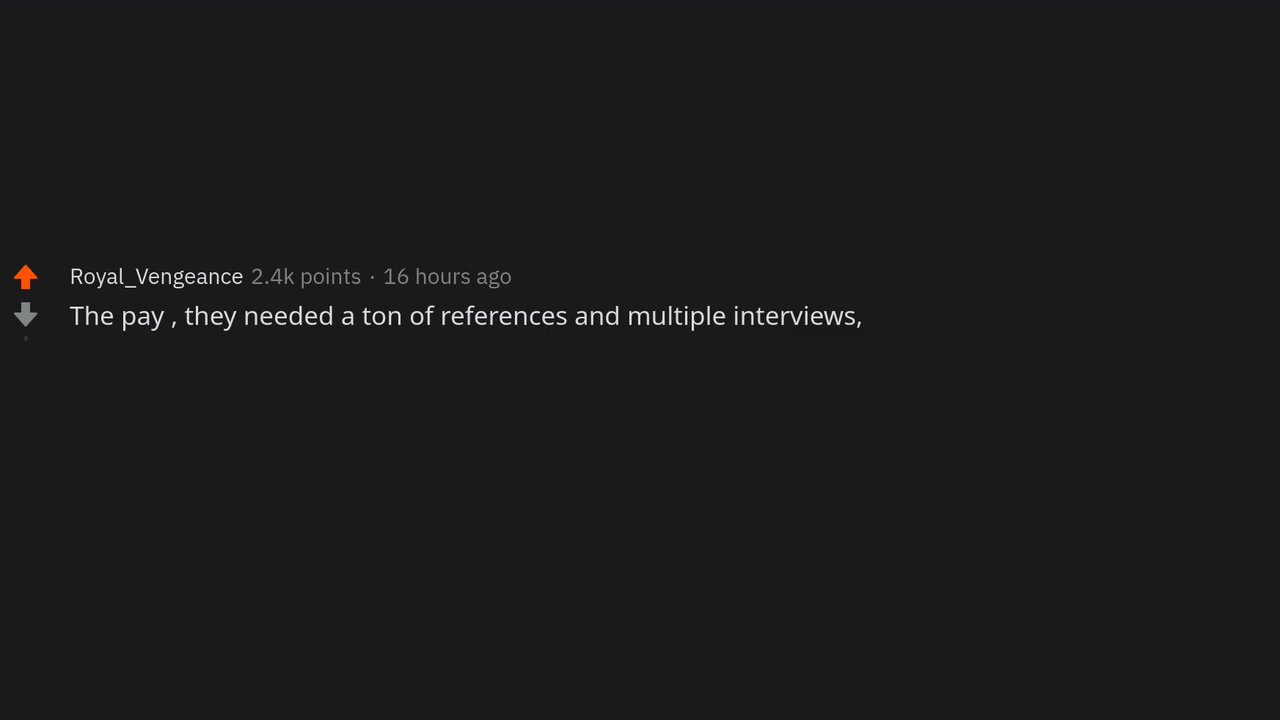 Royal_Vengeance 2.4k points · 16 hours ago
The pay , they needed a ton of references and multiple interviews,